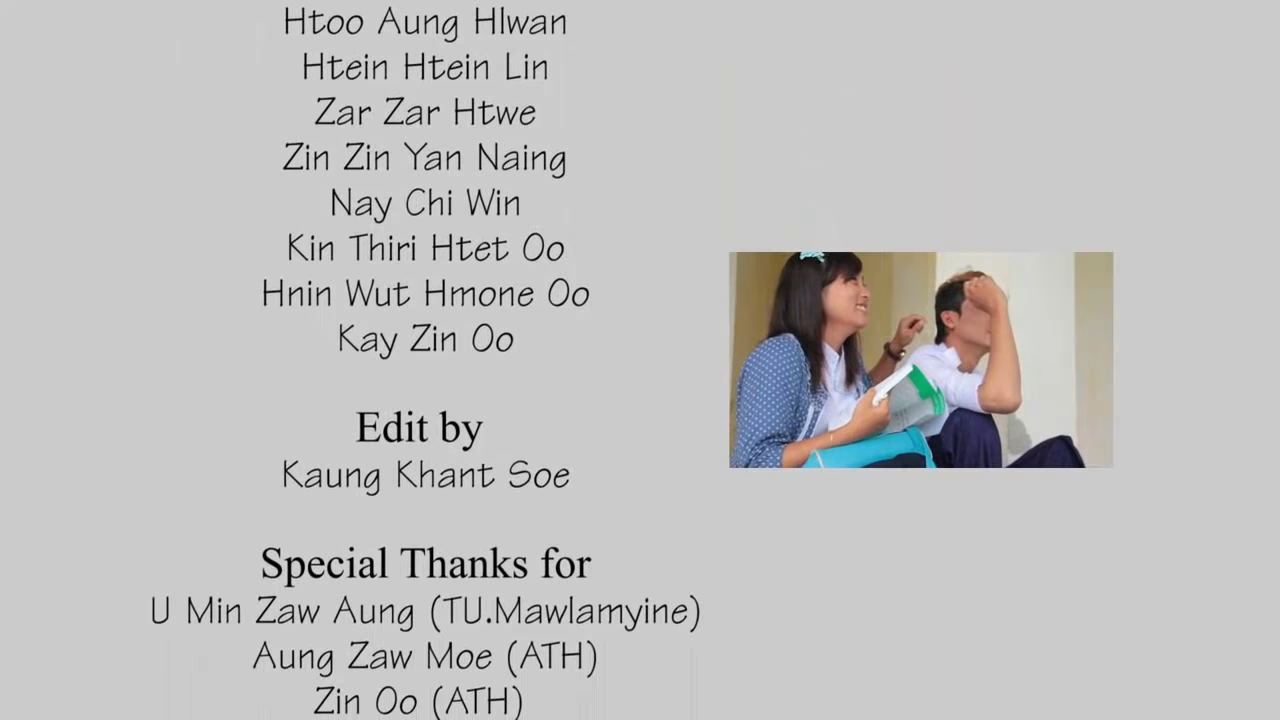 Htoo Aung Hlwan
Htein Htein Lin
Zar Zar Htwe
Zin Zin Yan Naing
Nay Chi Win
Kin Thiri Htet Oo
Hnin Wut Hmone Oo
Kay Zin Oo
Edit by
Kaung Khant Soe
Special Thanks for
U Min Zaw Aung (TU.Mawlamyine)
Aung Zaw Moe (ATH)
Zin Oo (ATH)